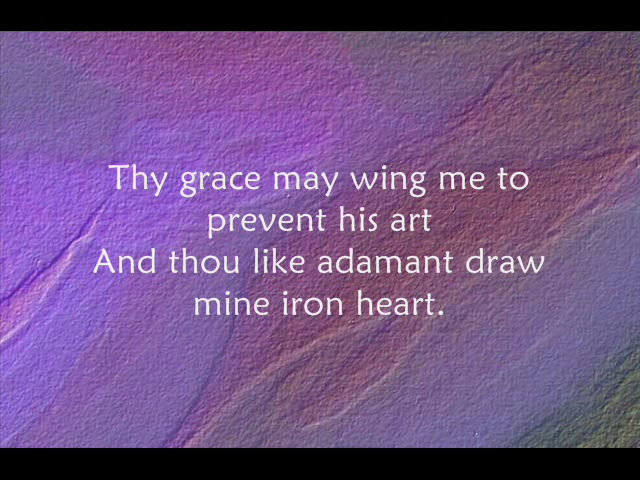 Thy grace may wing me to
prevent his art
And thou like adamant draw
mine iron heart.